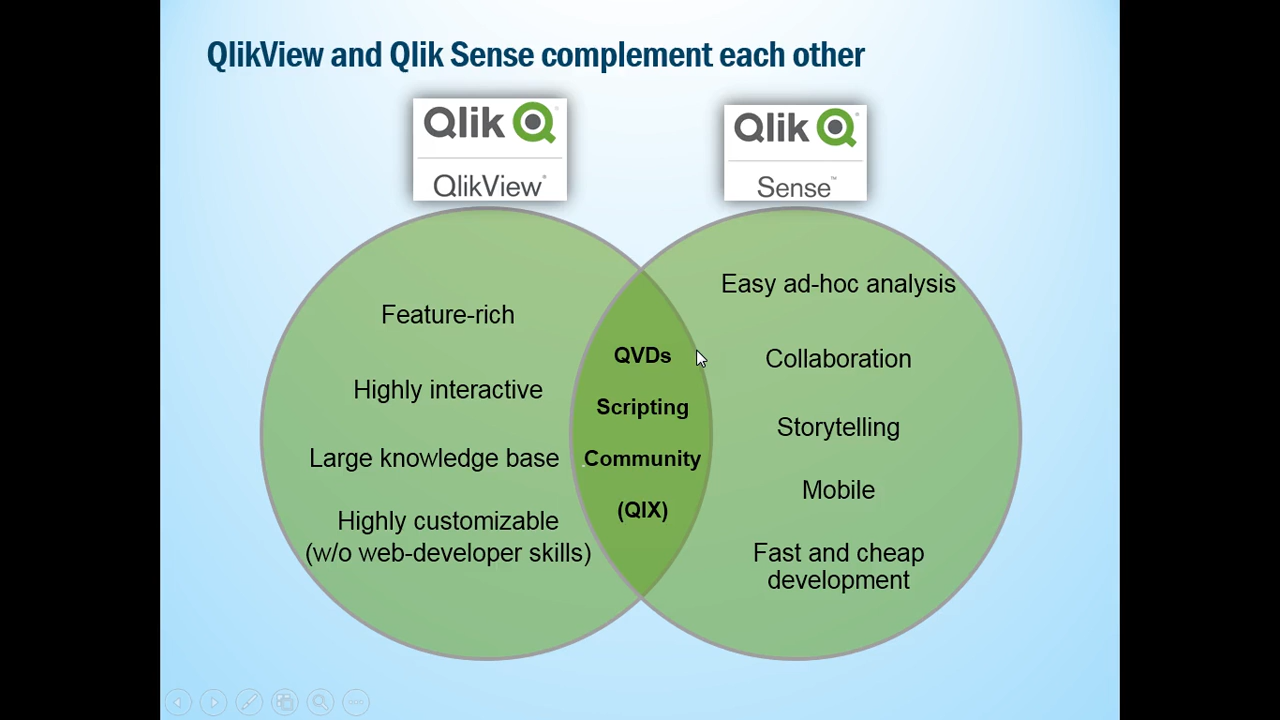 QlikView and Qlik Sense complement each other
Qlik Q
QlikView®
Qlik Q
Sense™
Feature-rich
Highly interactive
Large knowledge base
Highly customizable
(w/o web-developer skills)
QVDs
Scripting
Community
(QIX)
Easy ad-hoc analysis
Collaboration
Storytelling
Mobile
Fast and cheap
development